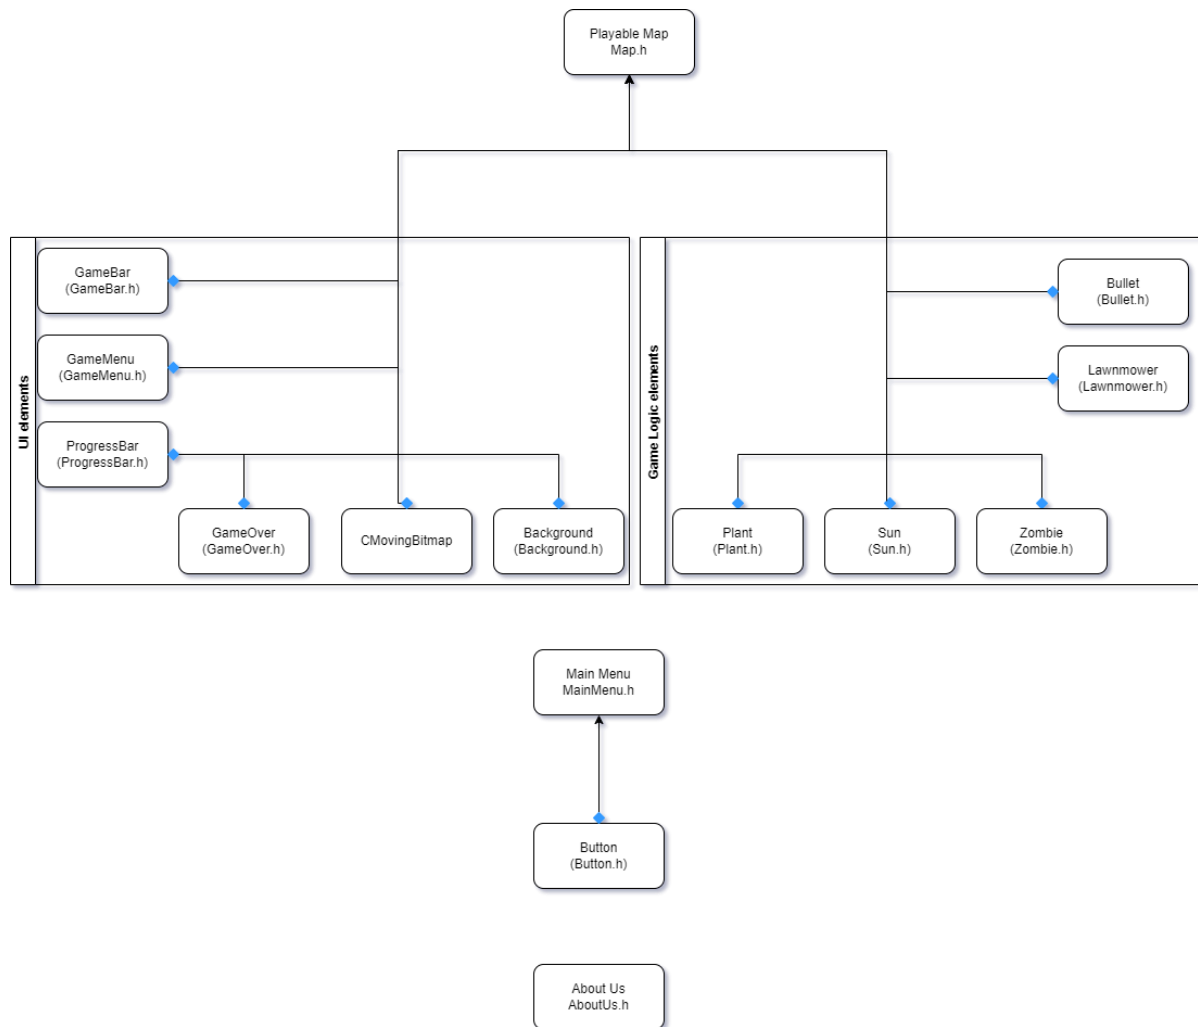 Playable Map
Map.h
UI elements
GameBar
(GameBar.h)
GameMenu
(GameMenu.h)
ProgressBar
(ProgressBar.h)
GameOver
(GameOver.h)
CMovingBitmap
Background
(Background.h)
Game Logic elements
Bullet
(Bullet.h)
Lawnmower
(Lawnmower.h)
Plant
(Plant.h)
Sun
(Sun.h)
Zombie
(Zombie.h)
Main Menu
MainMenu.h
Button
(Button.h)
About Us
AboutUs.h